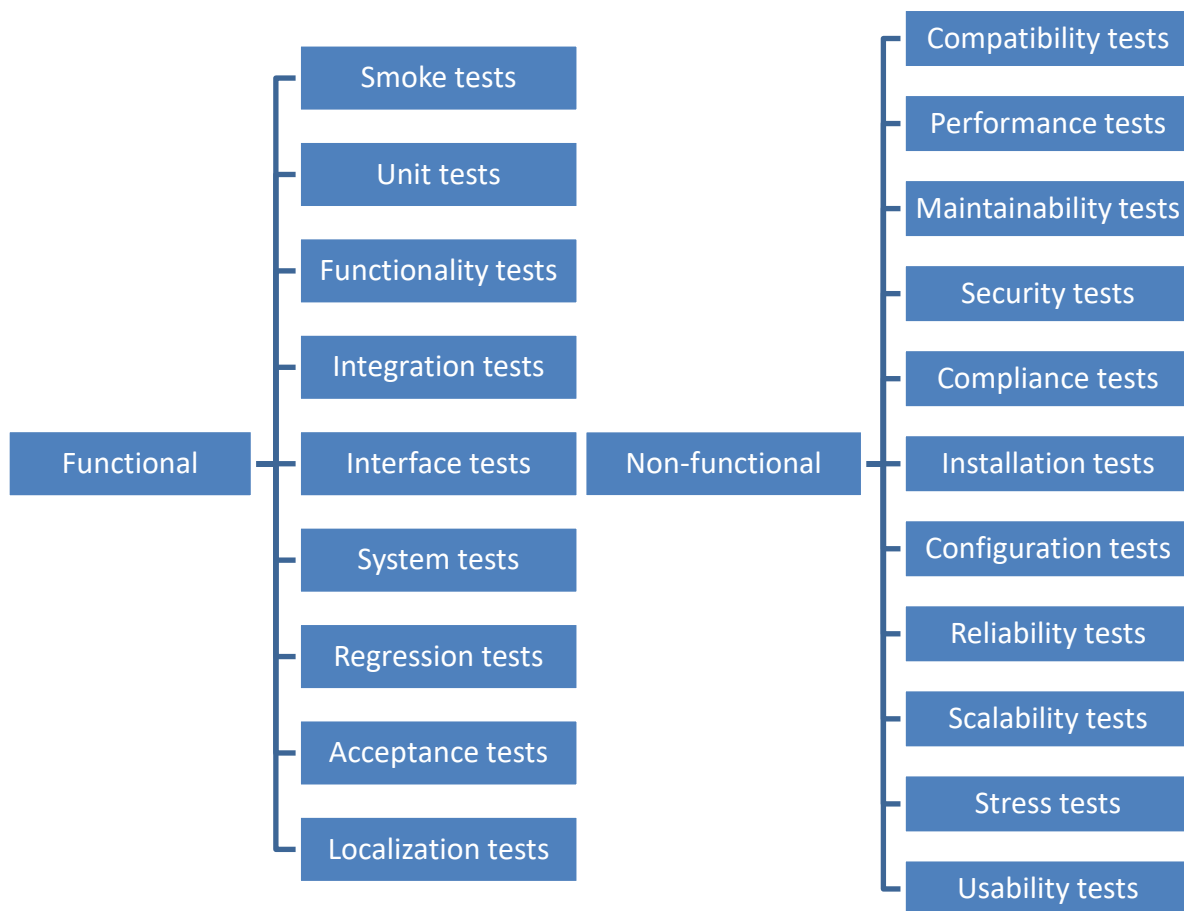 Functional
Smoke tests
Unit tests
Functionality tests
Integration tests
Interface tests
System tests
Regression tests
Acceptance tests
Localization tests
Non-functional
Compatibility tests
Performance tests
Maintainability tests
Security tests
Compliance tests
Installation tests
Configuration tests
Reliability tests
Scalability tests
Stress tests
Usability tests